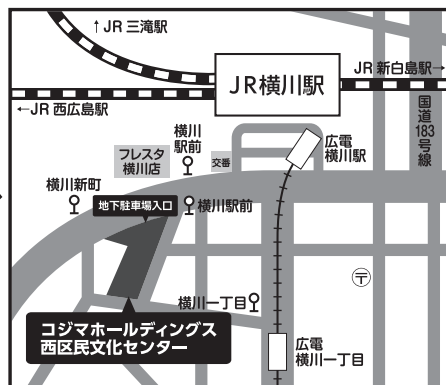 ↑JR 三滝駅
JR横川駅
JR 新白島駅→
←JR 西広島駅
国道183号線
横川
駅前
広電
横川駅
フレスタ
横川店
交番
横川新町
地下駐車場入口
横川駅前
〒
横川一丁目
コジマホールディングス
西区民文化センター
広電
横川一丁目